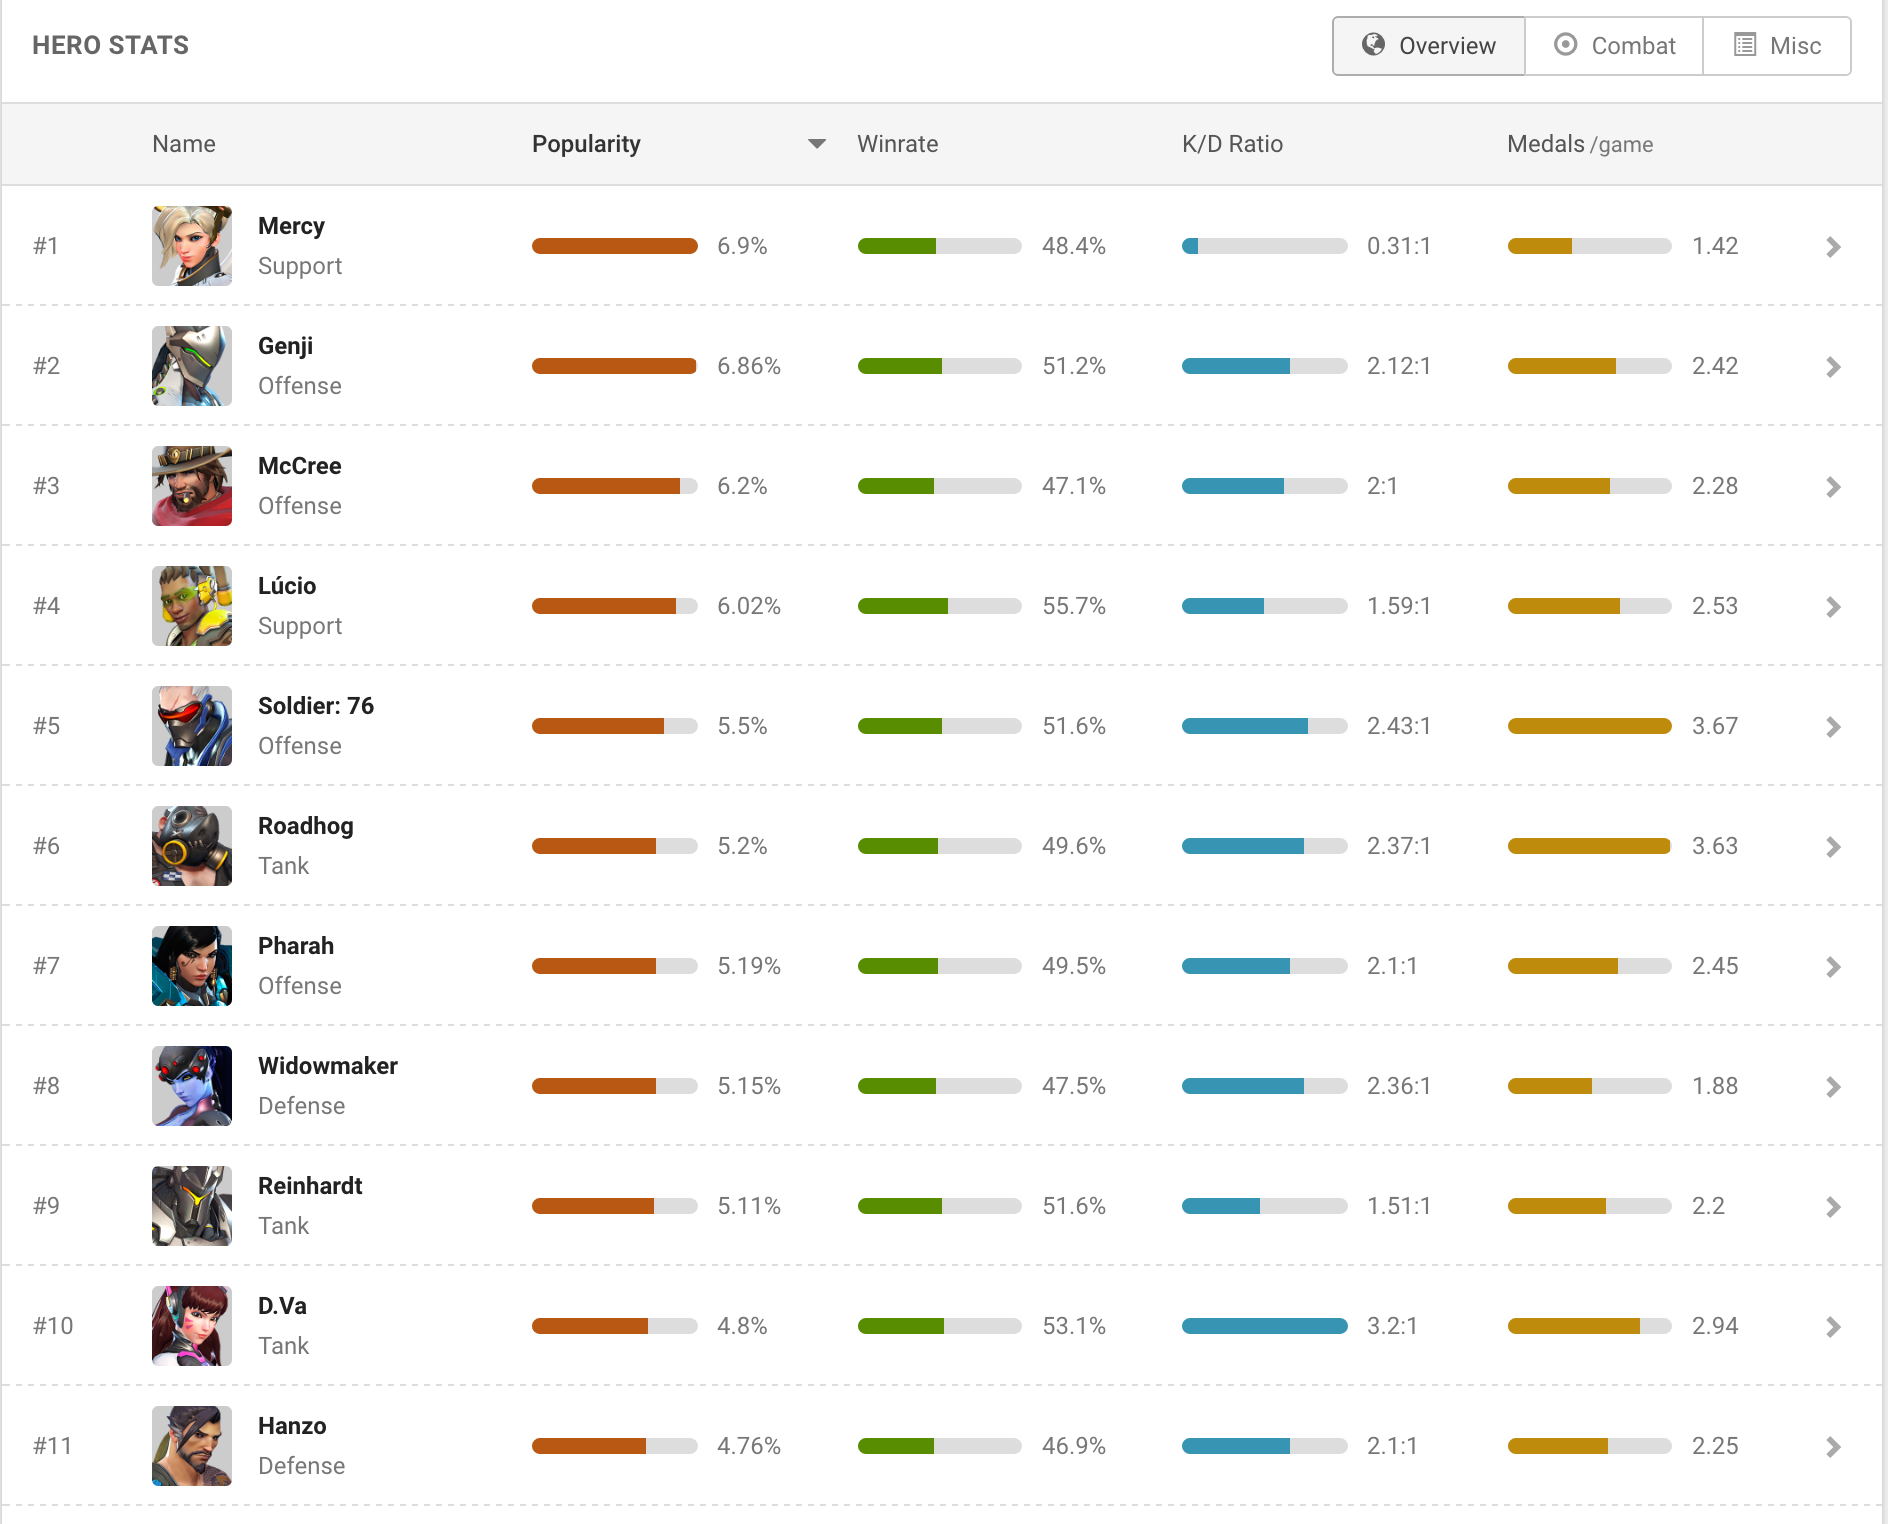 HERO STATS
Overview
Combat
Misc
Name Popularity Winrate K/D Ratio Medals /game
#1 Mercy Support 6.9% 48.4% 0.31:1 1.42
#2 Genji Offense 6.86% 51.2% 2.12:1 2.42
#3 McCree Offense 6.2% 47.1% 2:1 2.28
#4 Lúcio Support 6.02% 55.7% 1.59:1 2.53
#5 Soldier: 76 Offense 5.5% 51.6% 2.43:1 3.67
#6 Roadhog Tank 5.2% 49.6% 2.37:1 3.63
#7 Pharah Offense 5.19% 49.5% 2.1:1 2.45
#8 Widowmaker Defense 5.15% 47.5% 2.36:1 1.88
#9 Reinhardt Tank 5.11% 51.6% 1.51:1 2.2
#10 D.Va Tank 4.8% 53.1% 3.2:1 2.94
#11 Hanzo Defense 4.76% 46.9% 2.1:1 2.25